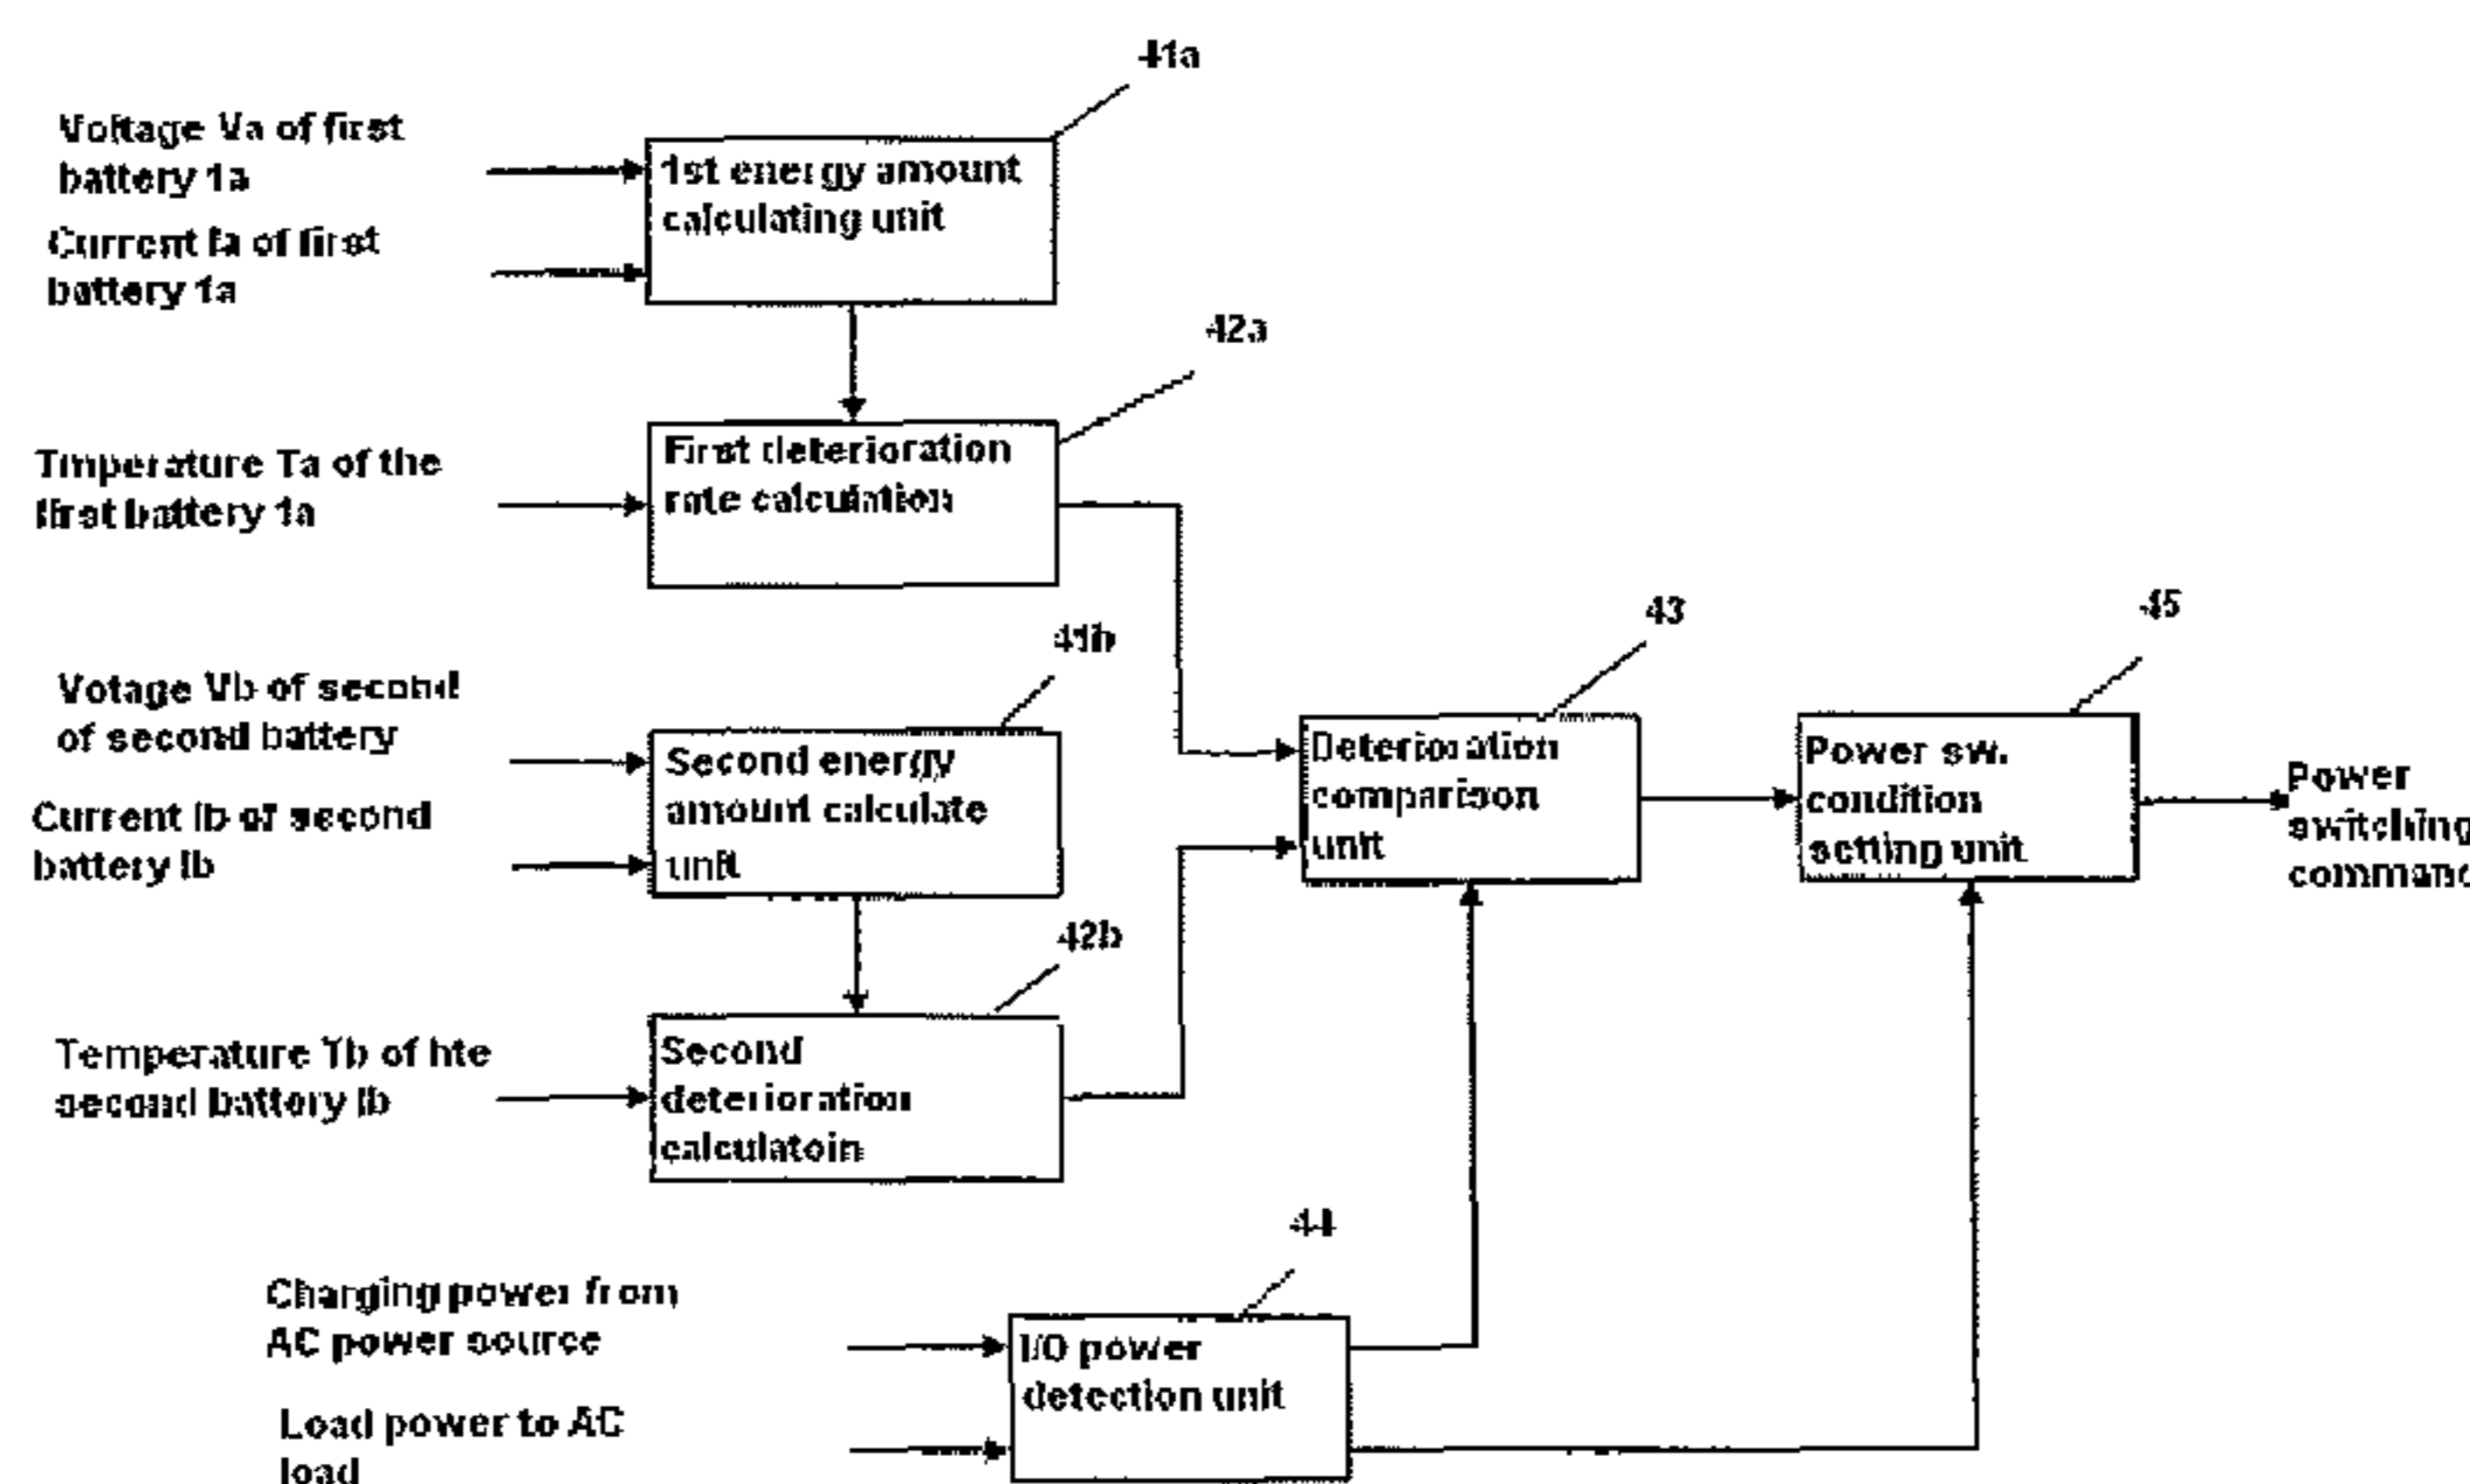 41a
Voltage Va of first
battery 1a
1st energy amount
calculating unit
Current Ia of first
battery 1a
42a
Tmperature Ta of the
first battery 1a
First deterioration
rate calculation
41b
43
45
Votage Vb of second
of second battery
Second energy
amount calculate
unit
Current Ib of second
battery Ib
Deterioration
comparison
unit
Power sw.
condition
setting unit
Power
switching
command
42b
Temperature Tb of hte
second battery Ib
Second
deterioration
calculatoin
44
Charging power from
AC power source
I/O power
detection unit
Load power to AC
load